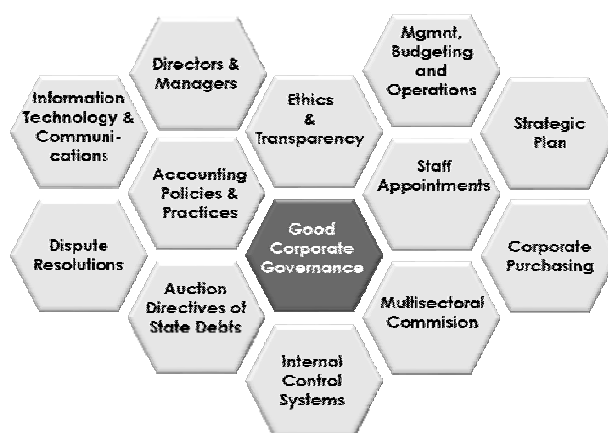 Directors &
Managers
Mgmnt,
Budgeting
and
Operations
Information
Technology &
Communi-
cations
Ethics
&
Transparency
Strategic
Plan
Accounting
Policies &
Practices
Staff
Appointments
Good
Corporate
Governance
Dispute
Resolutions
Corporate
Purchasing
Auction
Directives of
State Debts
Multisectoral
Commision
Internal
Control
Systems